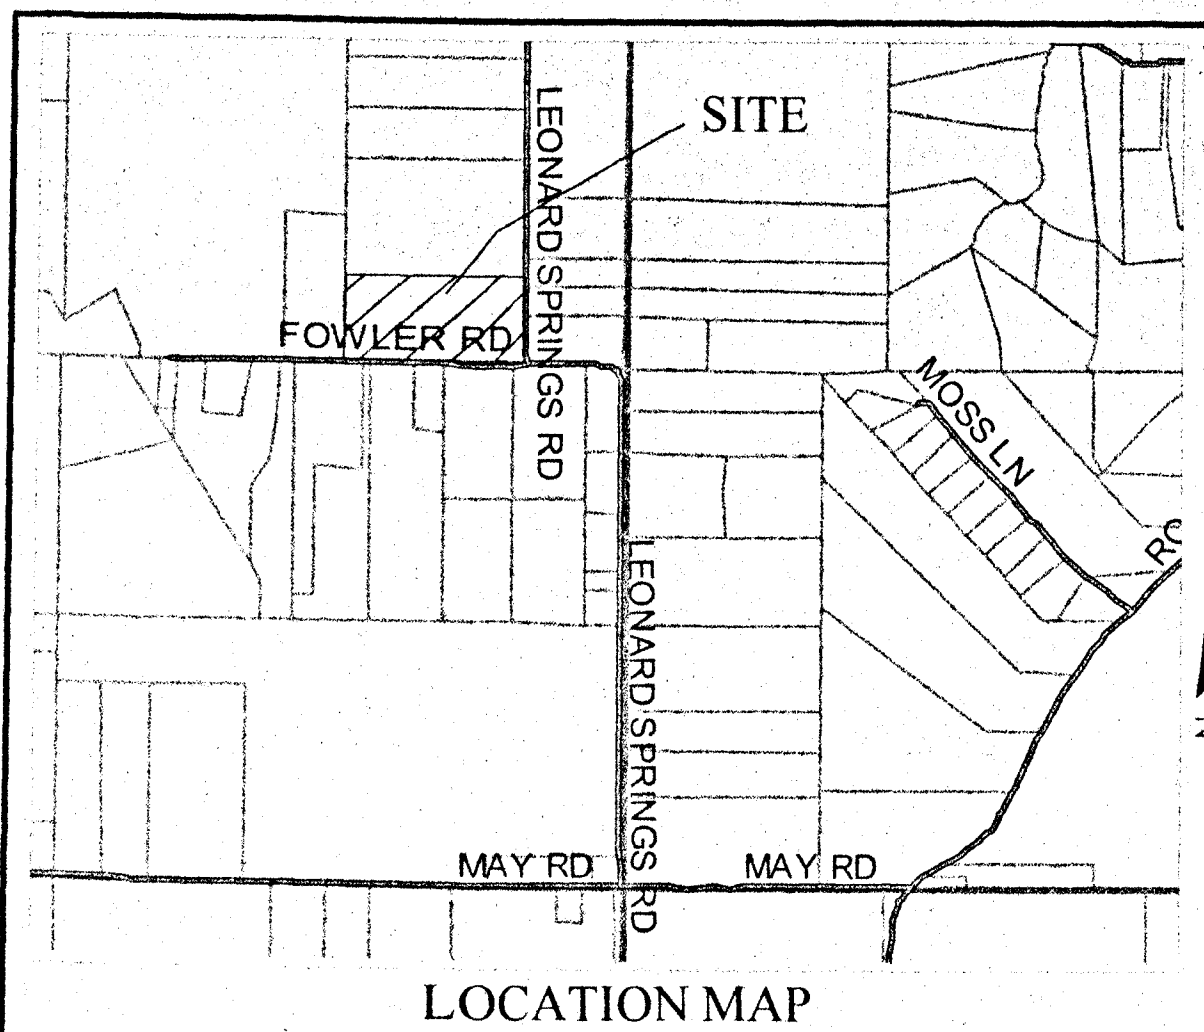 SITE
LEONARD SPRINGS RD
FOWLER RD
MOSS LN
LEONARD SPRINGS RD
MAY RD
MAY RD
LOCATION MAP